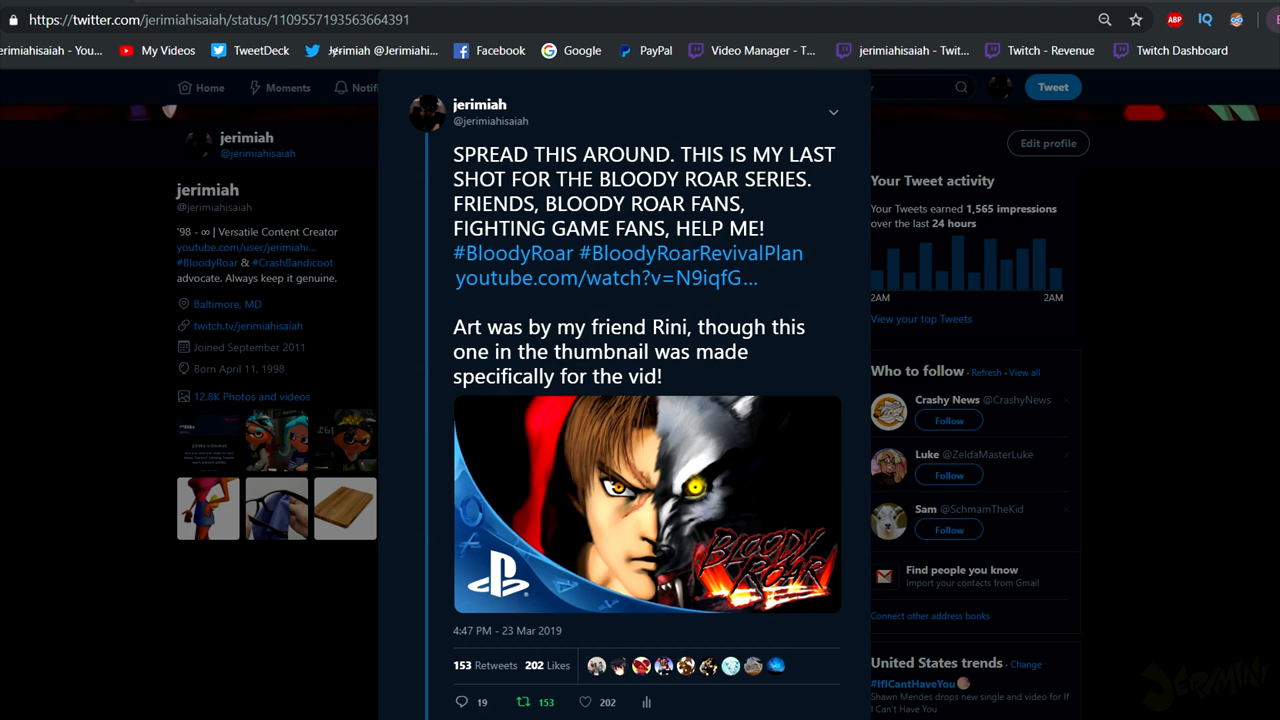 https://twitter.com/jerimiahisaiah/status/1109557193563664391
ABP
IQ
erimiahisaiah - You...
My Videos
TweetDeck
Jerimiah @Jerimiahi...
Facebook
Google
PayPal
Video Manager - T...
jerimiahisaiah - Twit...
Twitch - Revenue
Twitch Dashboard
Home
Moments
Notifi
Tweet
jerimiah
@jerimiahisaiah
Edit profile
jerimiah
@jerimiahisaiah
'98 - ∞ | Versatile Content Creator
youtube.com/user/jerimiahi...
#BloodyRoar & #CrashBandicoot
advocate. Always keep it genuine.
Baltimore, MD
twitch.tv/jerimiahisaiah
Joined September 2011
Born April 11, 1998
12.8K Photos and videos
jerimiah
@jerimiahisaiah
SPREAD THIS AROUND. THIS IS MY LAST
SHOT FOR THE BLOODY ROAR SERIES.
FRIENDS, BLOODY ROAR FANS,
FIGHTING GAME FANS, HELP ME!
#BloodyRoar #BloodyRoarRevivalPlan
youtube.com/watch?v=N9iqfG...
Art was by my friend Rini, though this
one in the thumbnail was made
specifically for the vid!
BLOODY
ROAR
4:47 PM - 23 Mar 2019
153 Retweets 202 Likes
19 153 202
Your Tweet activity
Your Tweets earned 1,565 impressions
over the last 24 hours
2AM 2AM
View your top Tweets
Who to follow · Refresh · View all
Crashy News @CrashyNews
Follow
Luke @ZeldaMasterLuke
Follow
Sam @SchmamTheKid
Follow
Find people you know
Import your contacts from Gmail
Connect other address books
United States trends · Change
#IfICantHaveYou
Shawn Mendes drops new single and video for If
I Can't Have You